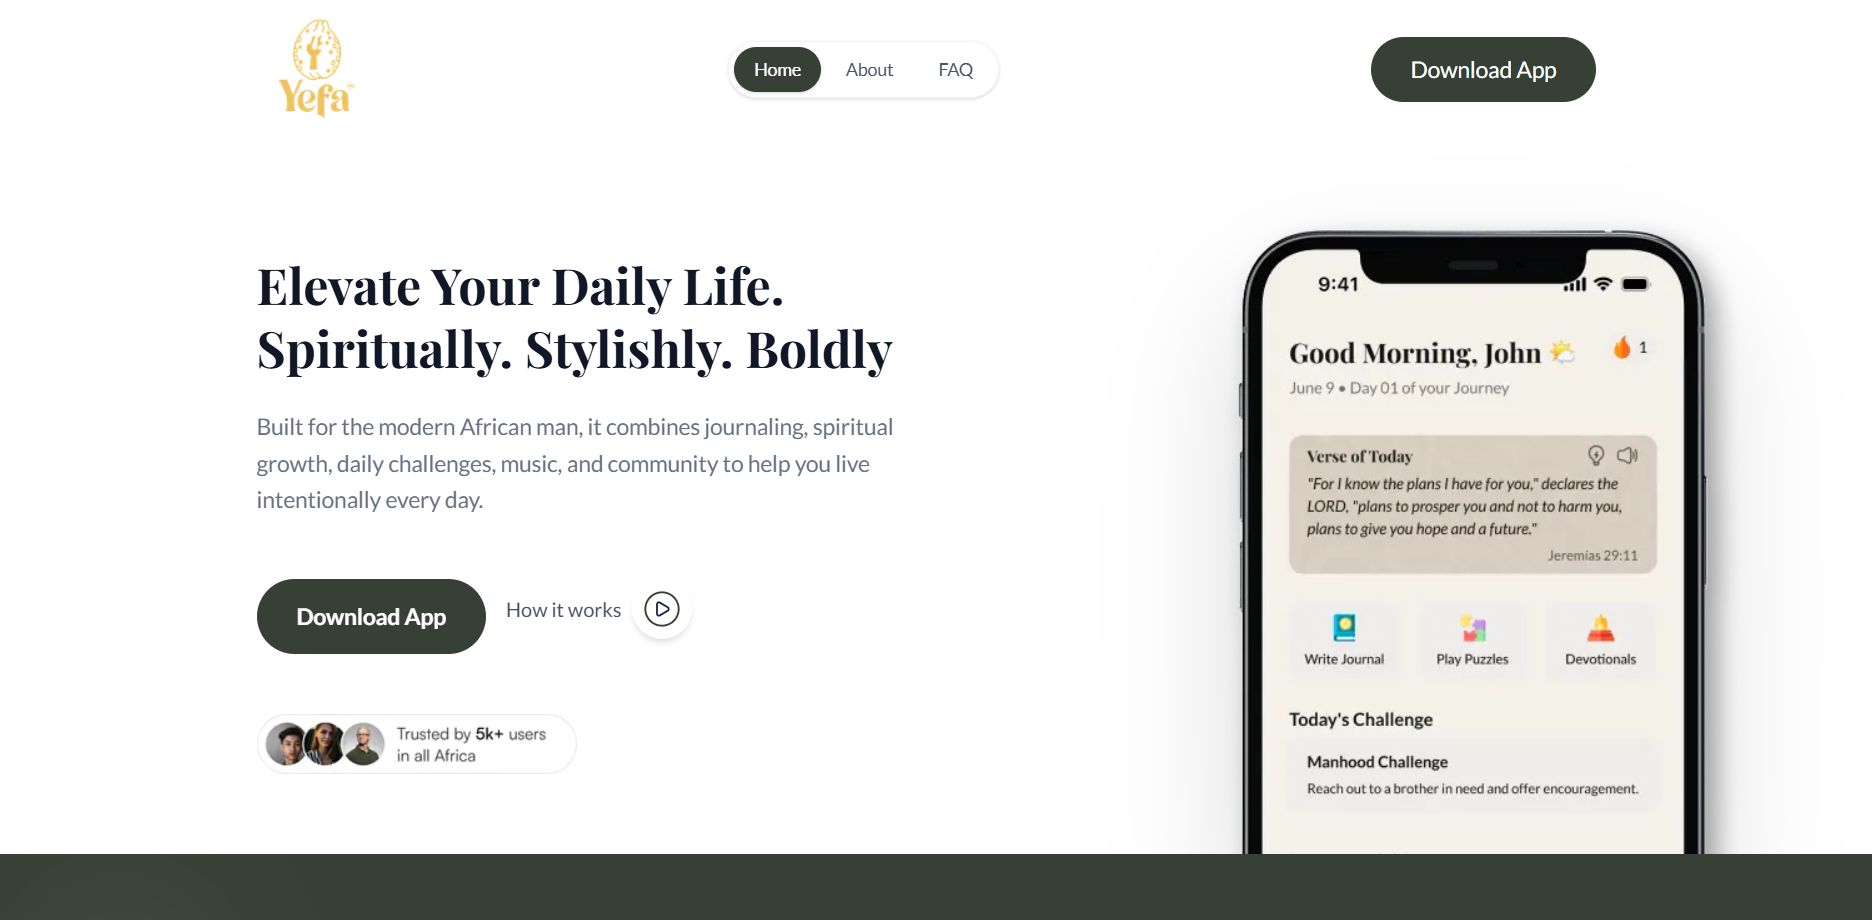 Yefa
Home
About
FAQ
Download App
Elevate Your Daily Life.
Spiritually. Stylishly. Boldly
Built for the modern African man, it combines journaling, spiritual
growth, daily challenges, music, and community to help you live
intentionally every day.
Download App
How it works
Trusted by 5k+ users
in all Africa
9:41
Good Morning, John
1
June 9 • Day 01 of your Journey
Verse of Today
"For I know the plans I have for you," declares the
LORD, "plans to prosper you and not to harm you,
plans to give you hope and a future."
Jeremias 29:11
Write Journal
Play Puzzles
Devotionals
Today's Challenge
Manhood Challenge
Reach out to a brother in need and offer encouragement.